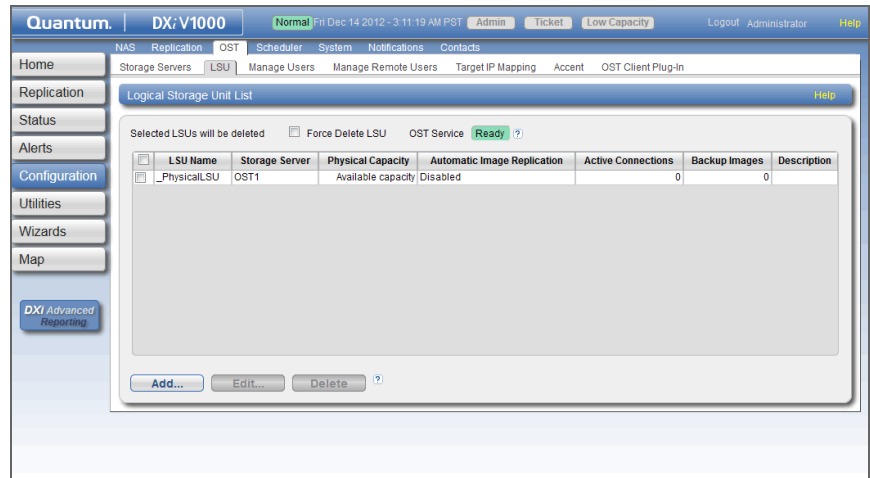 Quantum. DXi V1000 Normal Fri Dec 14 2012 - 3:11:19 AM PST Admin Ticket Low Capacity Logout Administrator Help
NAS Replication OST Scheduler System Notifications Contacts
Storage Servers LSU Manage Users Manage Remote Users Target IP Mapping Accent OST Client Plug-In
Home
Replication
Status
Alerts
Configuration
Utilities
Wizards
Map
DXi Advanced
Reporting
Logical Storage Unit List Help
Selected LSUs will be deleted Force Delete LSU OST Service Ready ?
LSU Name Storage Server Physical Capacity Automatic Image Replication Active Connections Backup Images Description
_PhysicalLSU OST1 Available capacity Disabled 0 0
Add... Edit... Delete ?